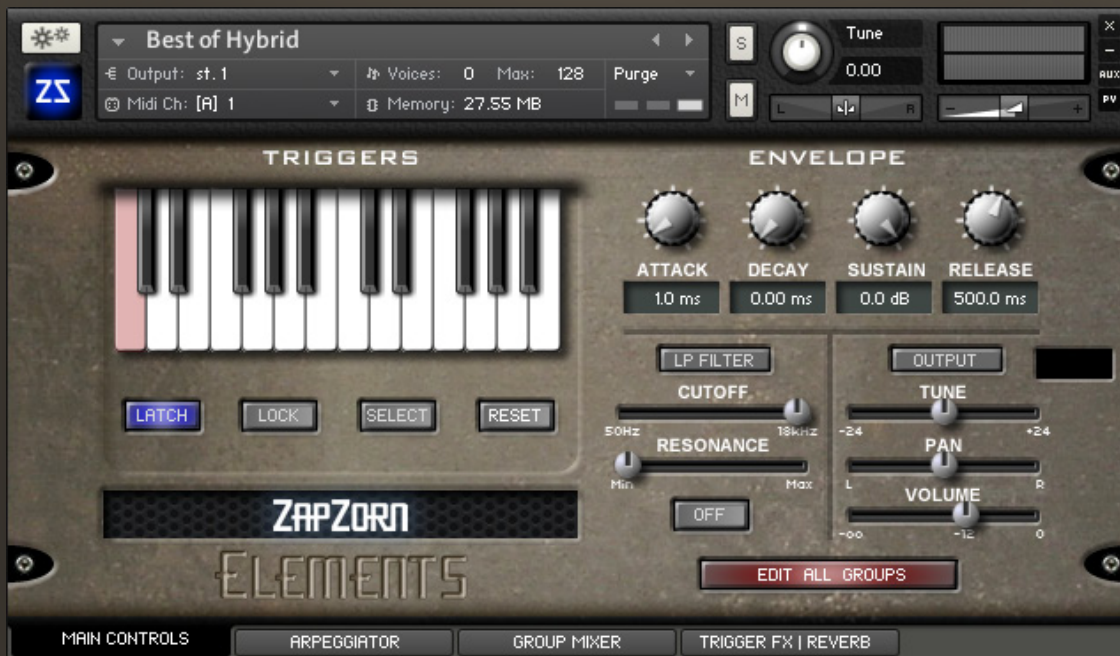 Best of Hybrid
S
Tune
0.00
X
-
AUX
PV
ZS
Output: st. 1
Voices: 0 Max: 128
Purge
Midi Ch: [A] 1
Memory: 27.55 MB
M
L R
- +
TRIGGERS
ENVELOPE
ATTACK DECAY SUSTAIN RELEASE
1.0 ms 0.00 ms 0.0 dB 500.0 ms
LP FILTER
OUTPUT
CUTOFF
TUNE
50Hz 18kHz
-24 +24
LATCH LOCK SELECT RESET
RESONANCE
PAN
Min Max
L R
VOLUME
ZAPZORN
OFF
-oo -12 0
ELEMENTS
EDIT ALL GROUPS
MAIN CONTROLS ARPEGGIATOR GROUP MIXER TRIGGER FX | REVERB